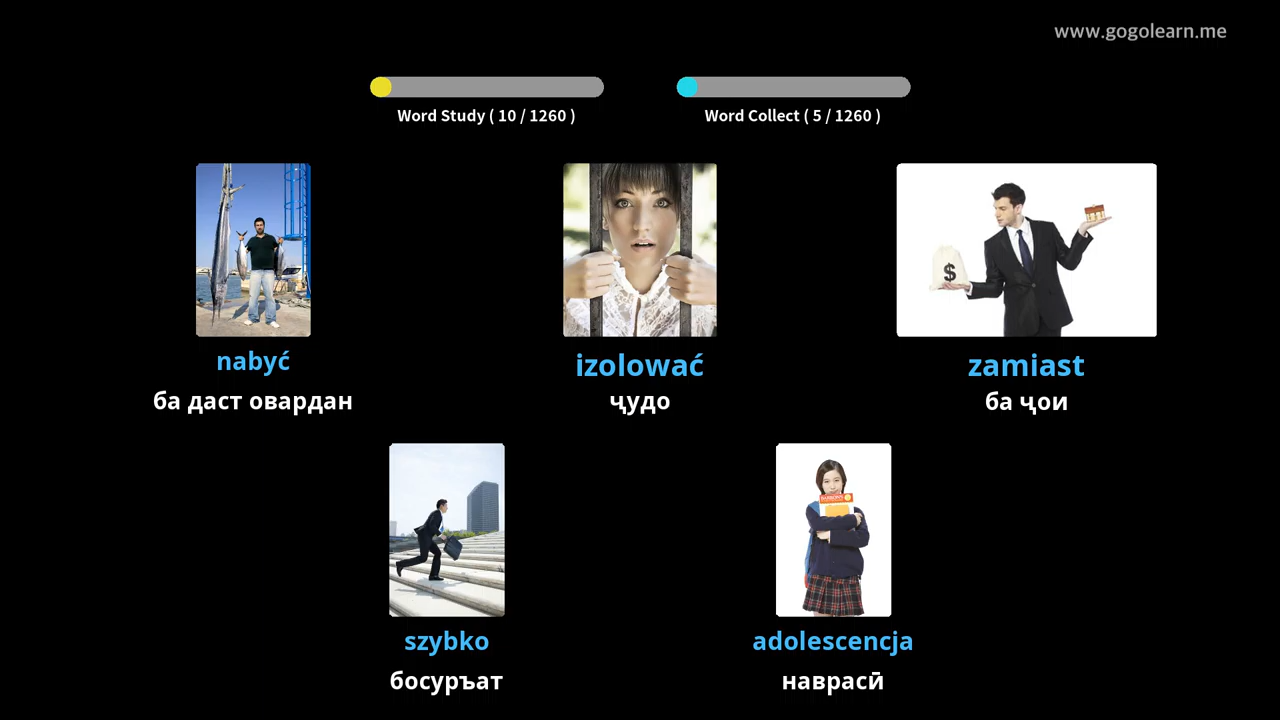 www.gogolearn.me
Word Study ( 10 / 1260 )
Word Collect ( 5 / 1260 )
nabyć
izolować
zamiast
ба даст овардан
ҷудо
ба ҷои
szybko
adolescencja
босуръат
наврасӣ